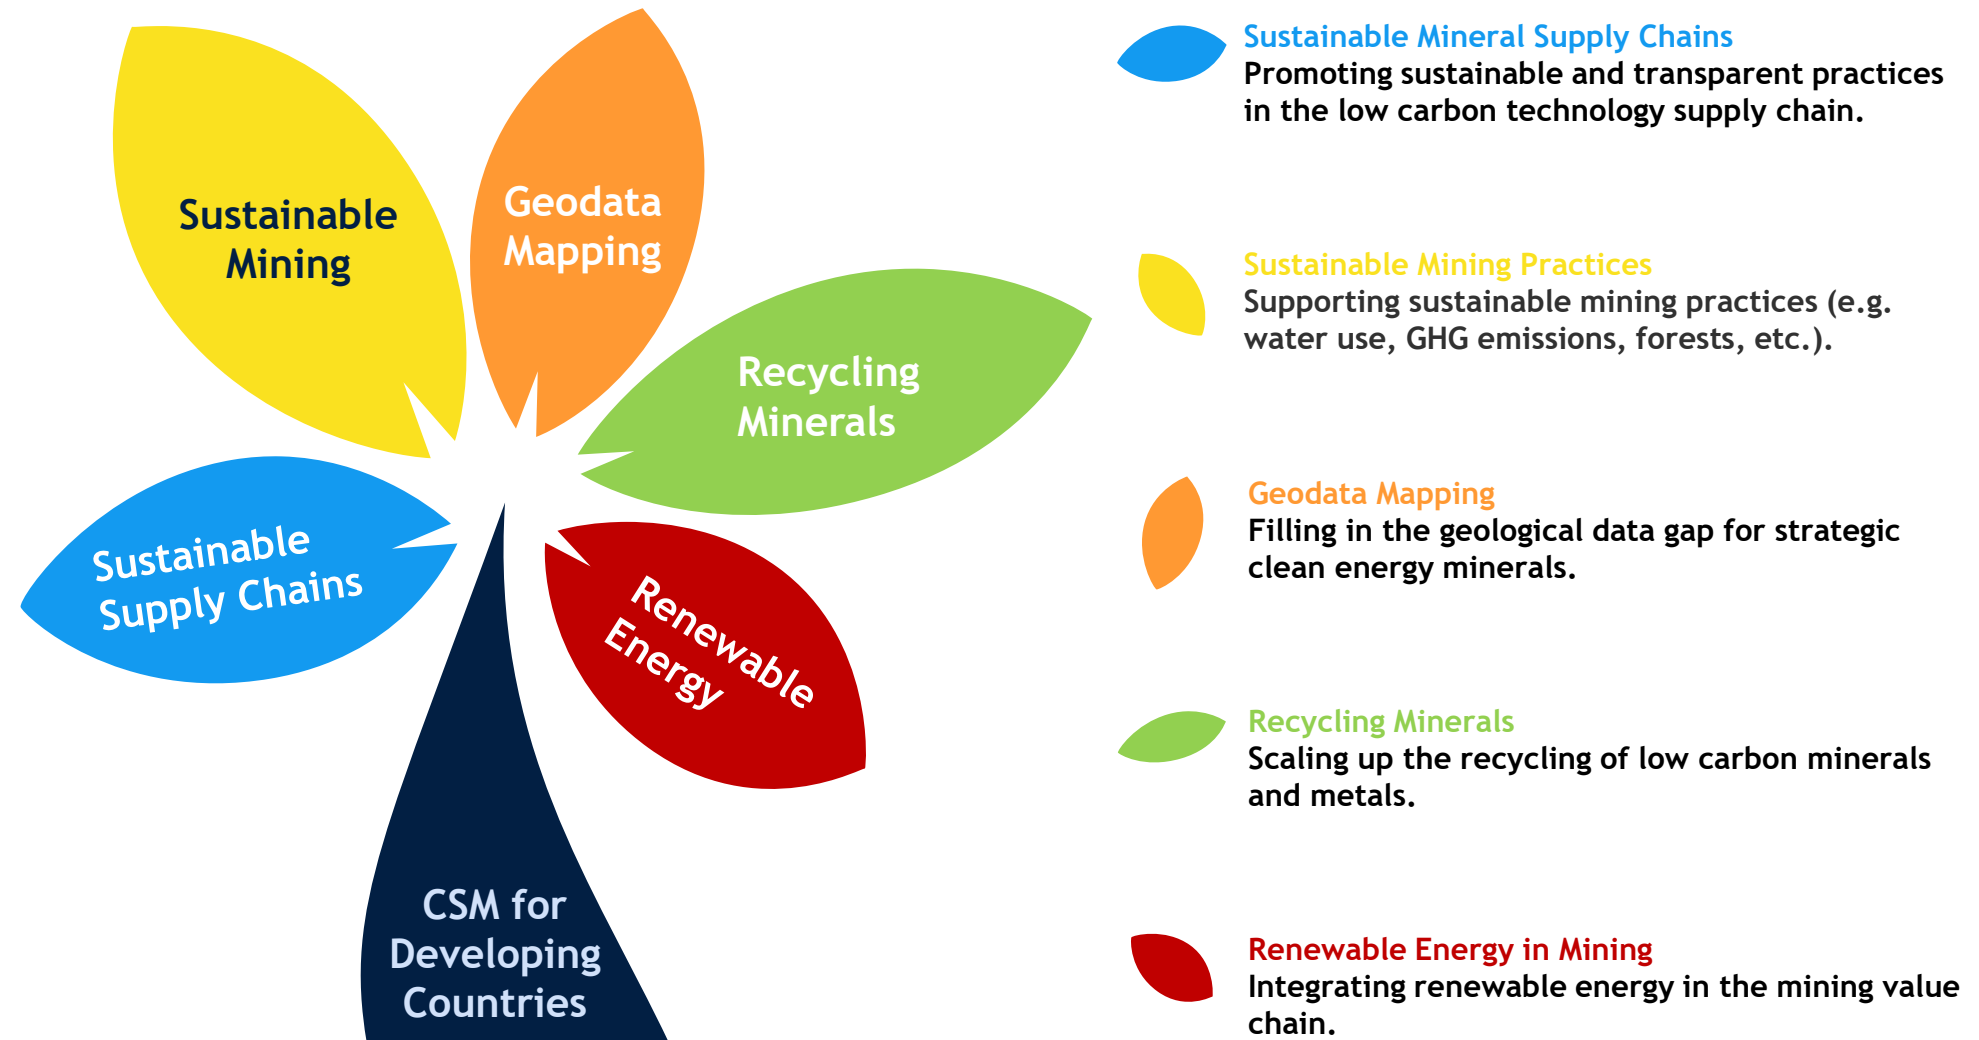 Sustainable
Mining
Geodata
Mapping
Recycling
Minerals
Sustainable
Supply Chains
Renewable
Energy
CSM for
Developing
Countries
Sustainable Mineral Supply Chains
Promoting sustainable and transparent practices
in the low carbon technology supply chain.
Sustainable Mining Practices
Supporting sustainable mining practices (e.g.
water use, GHG emissions, forests, etc.).
Geodata Mapping
Filling in the geological data gap for strategic
clean energy minerals.
Recycling Minerals
Scaling up the recycling of low carbon minerals
and metals.
Renewable Energy in Mining
Integrating renewable energy in the mining value
chain.